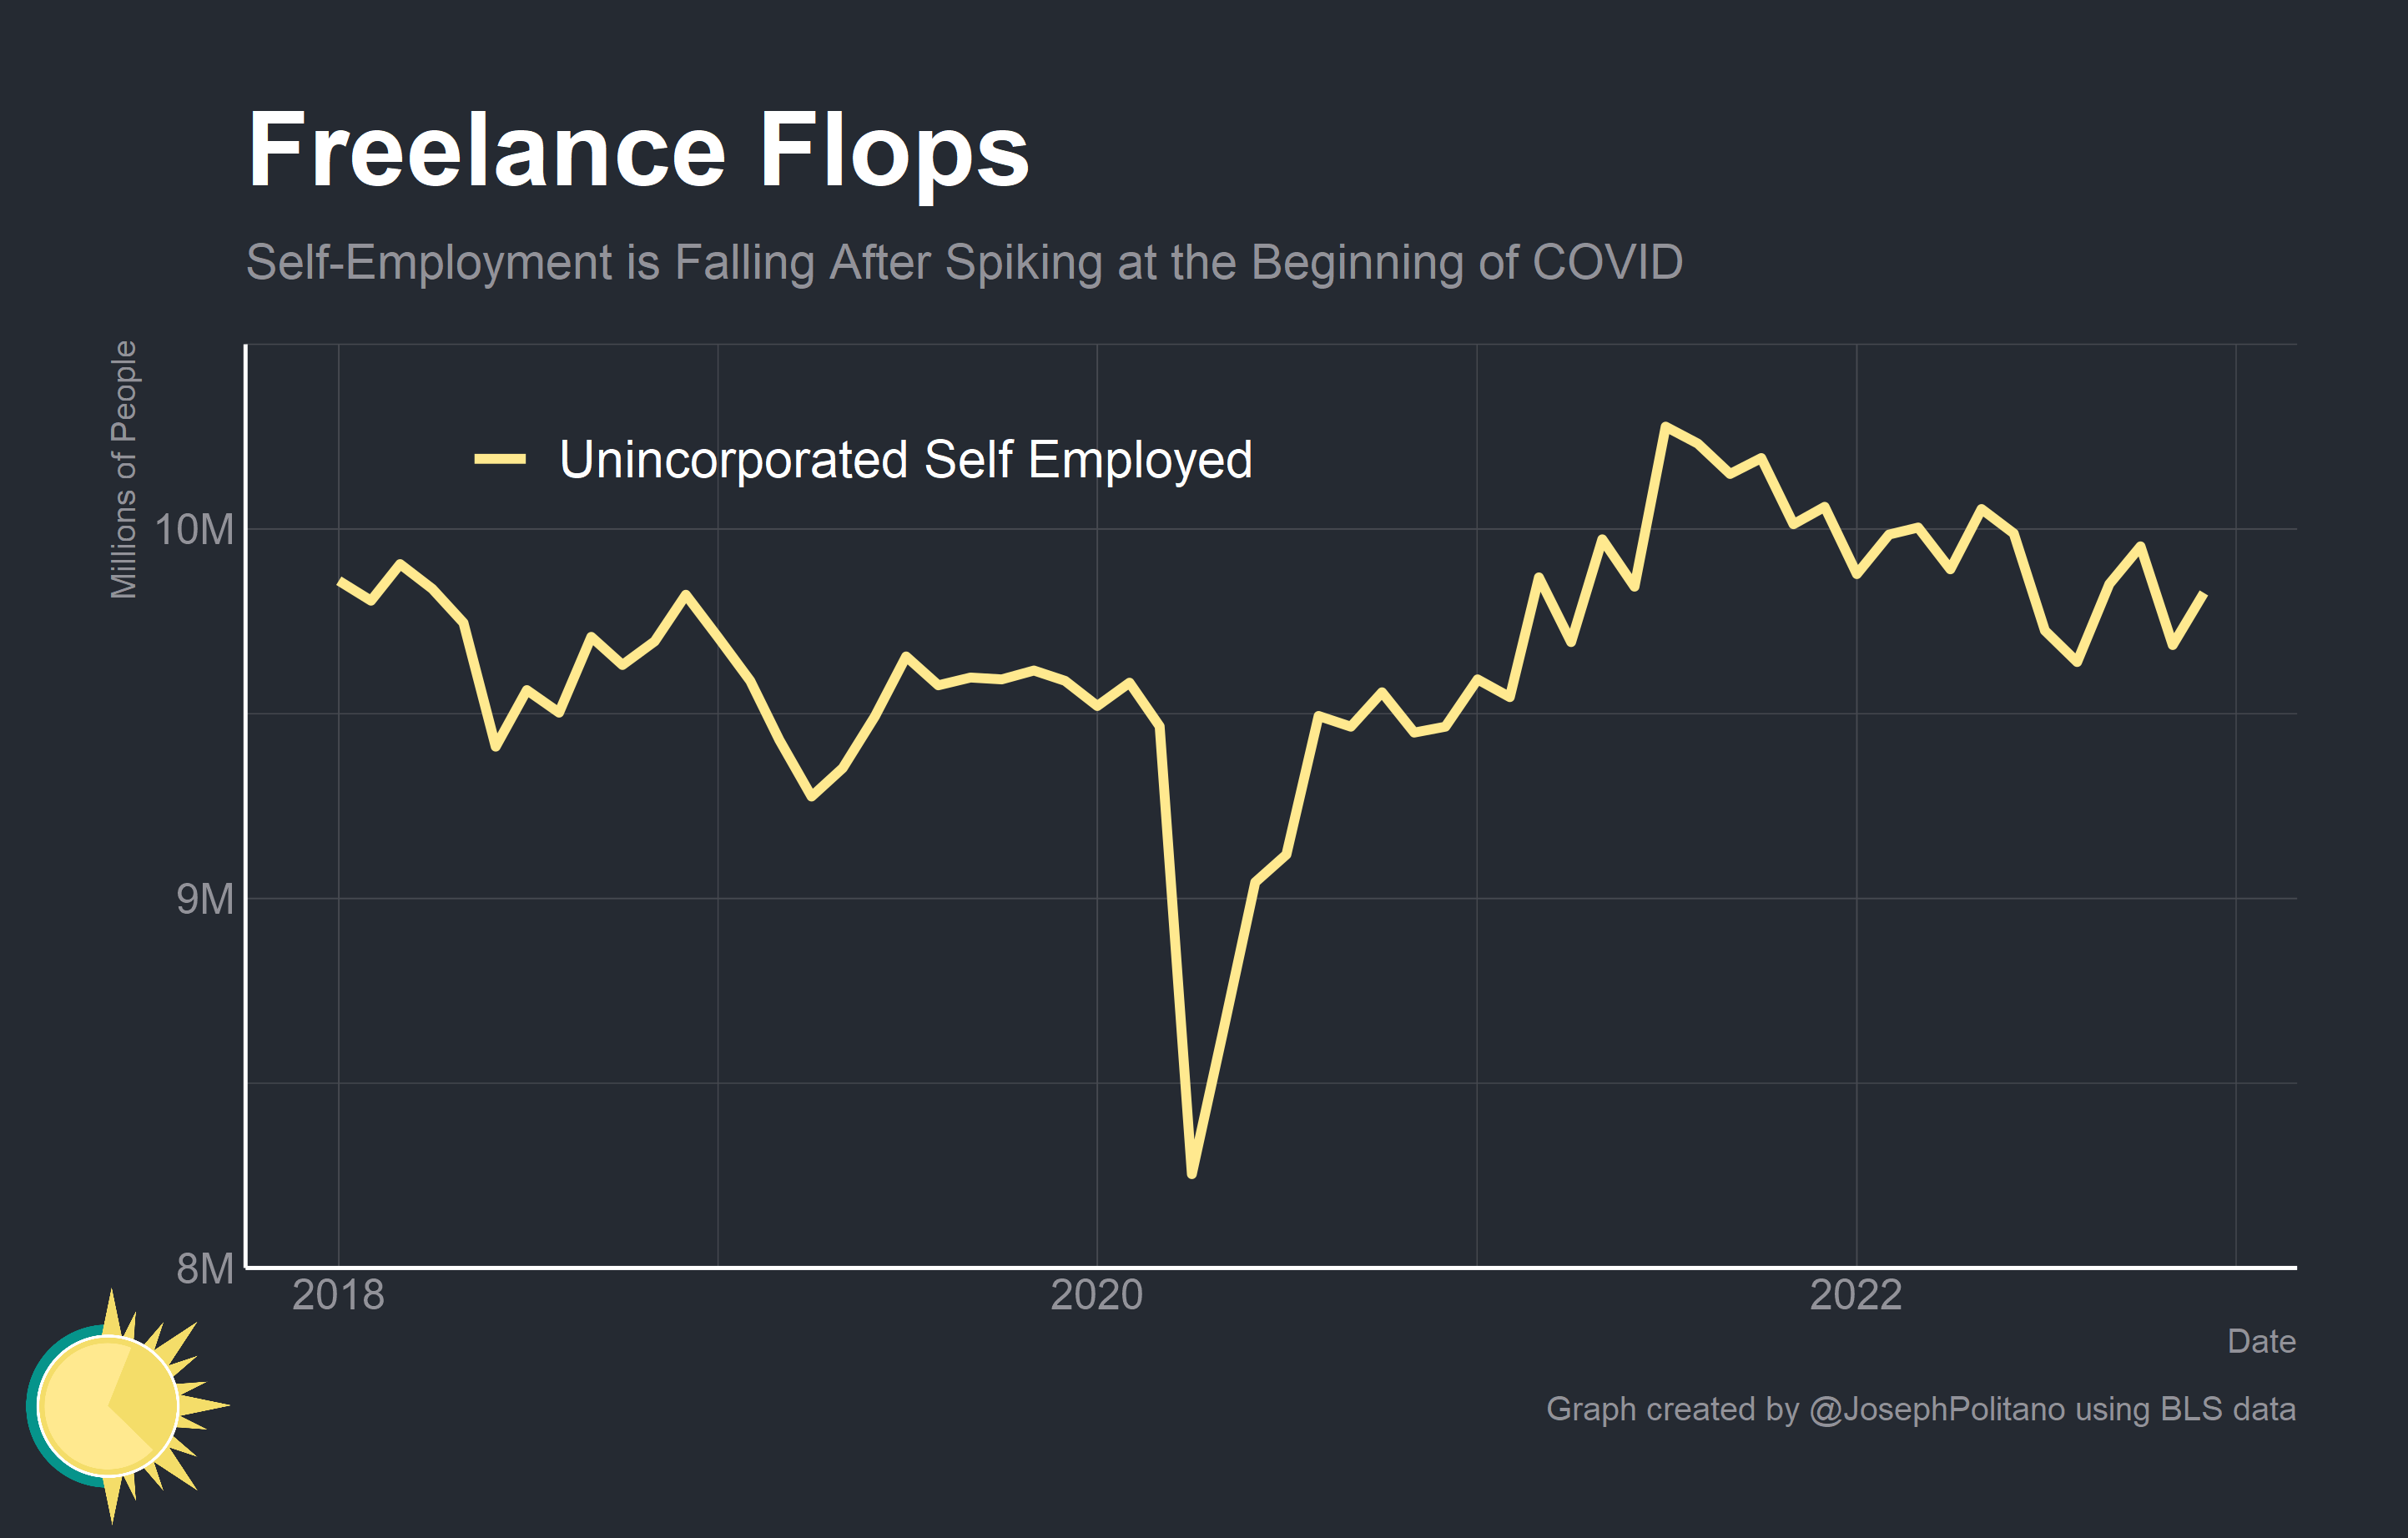 Freelance Flops
Self-Employment is Falling After Spiking at the Beginning of COVID
Millions of People
Unincorporated Self Employed
10M
9M
8M
2018
2020
2022
Date
Graph created by @JosephPolitano using BLS data